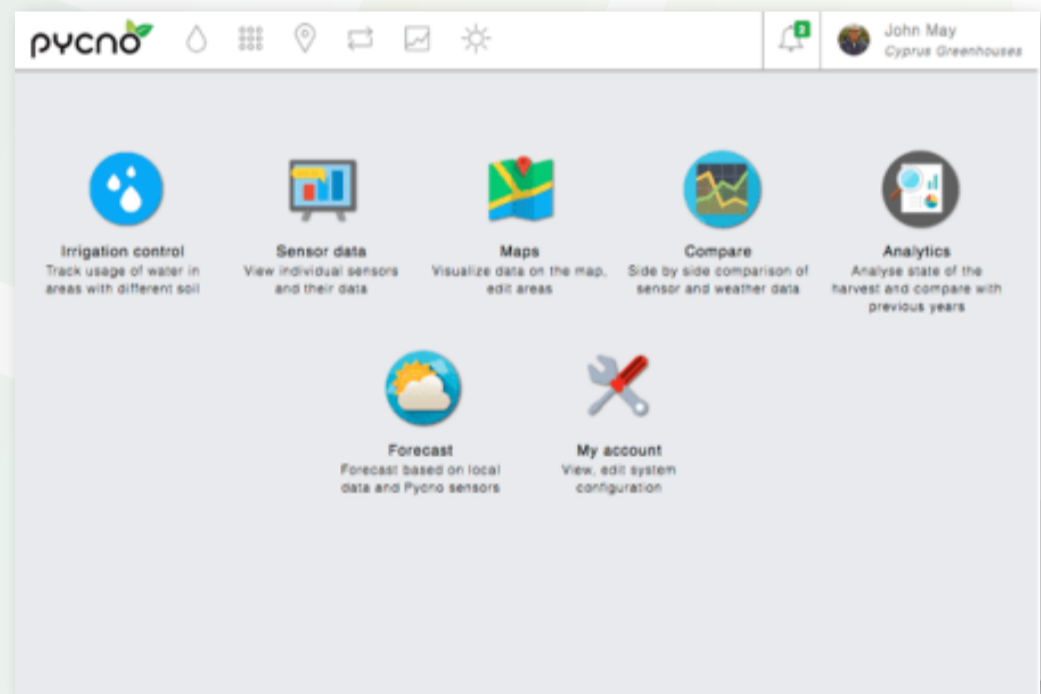 pycno
3
John May
Cyprus Greenhouses
Irrigation control
Track usage of water in
areas with different soil
Sensor data
View individual sensors
and their data
Maps
Visualize data on the map,
edit areas
Compare
Side by side comparison of
sensor and weather data
Analytics
Analyse state of the
harvest and compare with
previous years
Forecast
Forecast based on local
data and Pycno sensors
My account
View, edit system
configuration